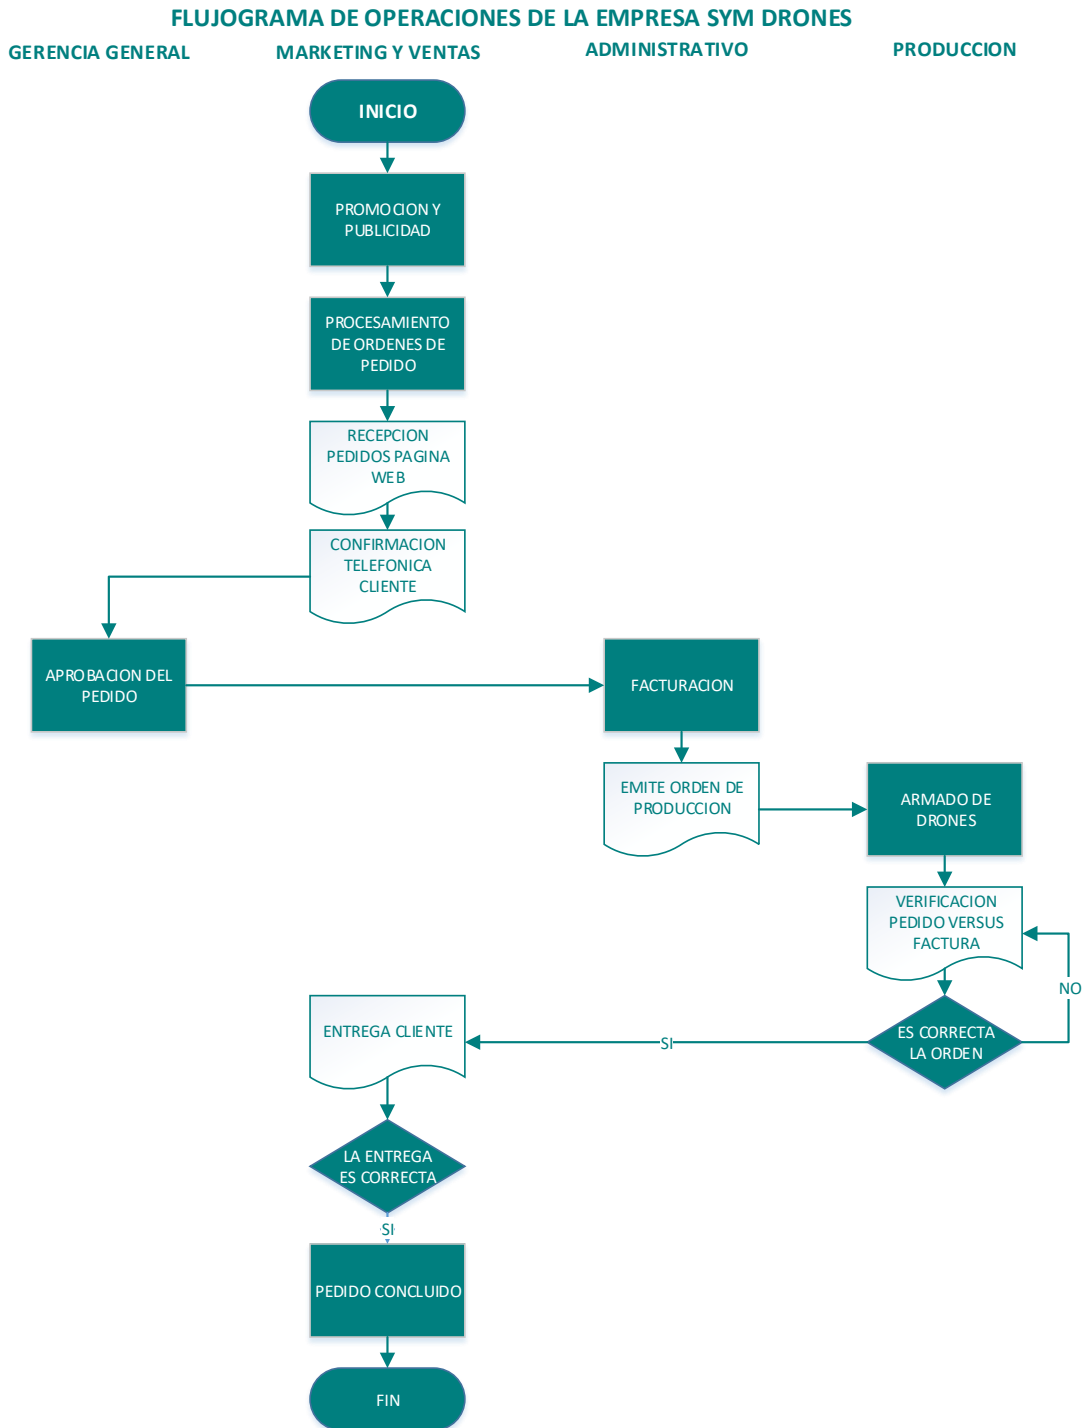 FLUJOGRAMA DE OPERACIONES DE LA EMPRESA SYM DRONES
GERENCIA GENERAL
MARKETING Y VENTAS
ADMINISTRATIVO
PRODUCCION
INICIO
PROMOCION Y
PUBLICIDAD
PROCESAMIENTO
DE ORDENES DE
PEDIDO
RECEPCION
PEDIDOS PAGINA
WEB
CONFIRMACION
TELEFONICA
CLIENTE
APROBACION DEL
PEDIDO
FACTURACION
EMITE ORDEN DE
PRODUCCION
ARMADO DE
DRONES
VERIFICACION
PEDIDO VERSUS
FACTURA
NO
ES CORRECTA
LA ORDEN
SI
ENTREGA CLIENTE
LA ENTREGA
ES CORRECTA
SI
PEDIDO CONCLUIDO
FIN